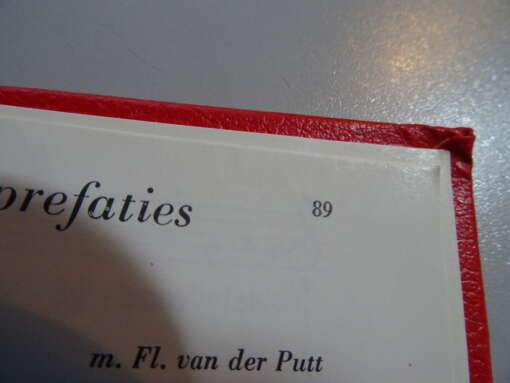 prefaties 89
m. Fl. van der Putt